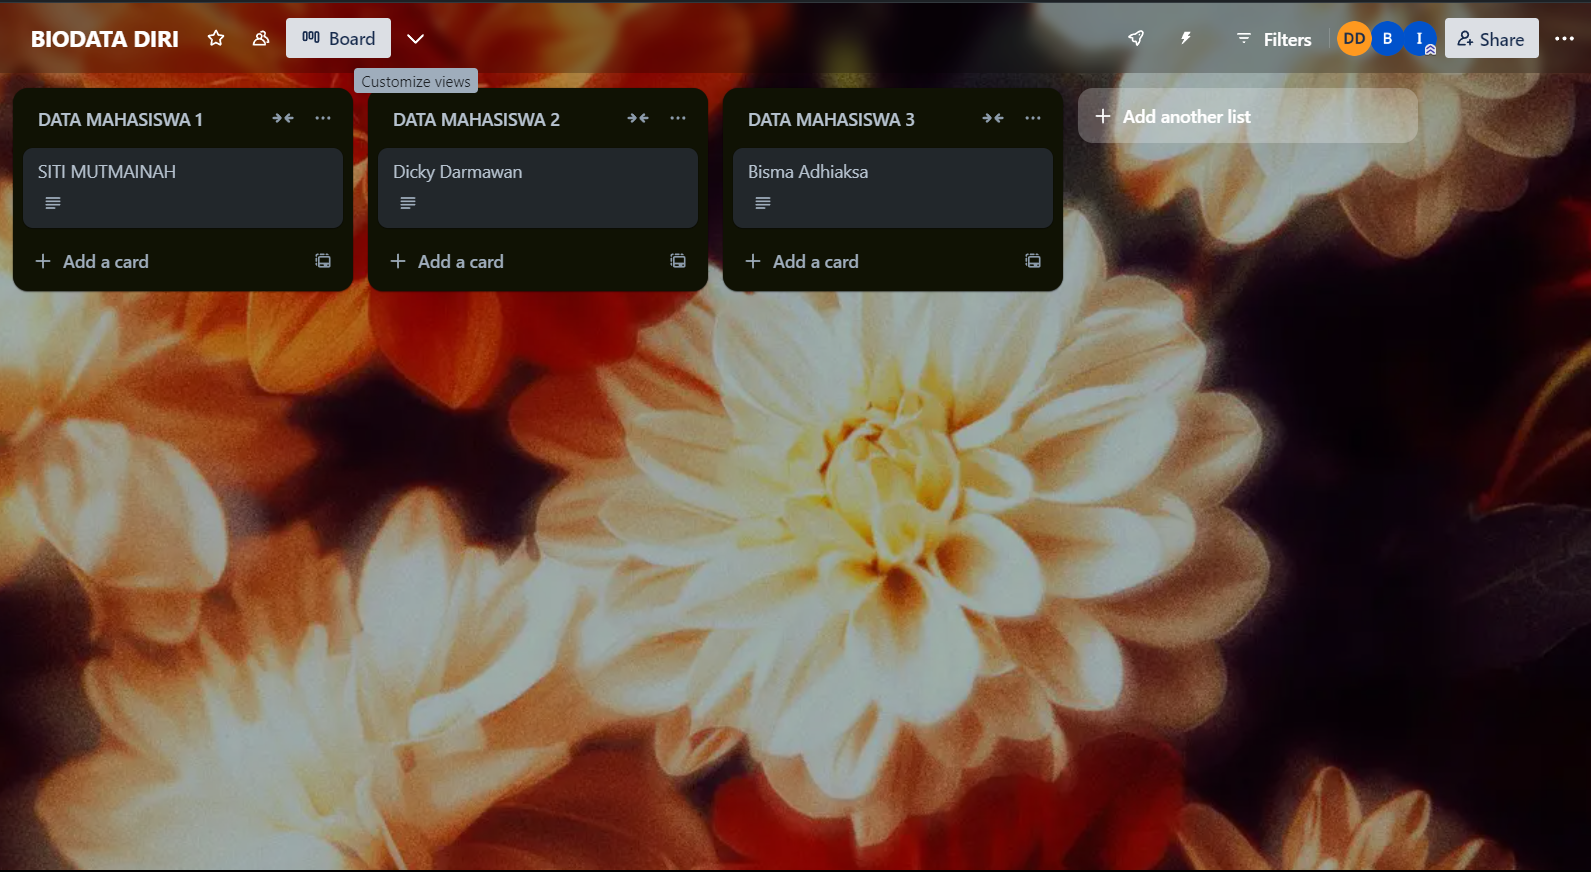 BIODATA DIRI
Board
Filters
DD
B
I
Share
Customize views
DATA MAHASISWA 1
SITI MUTMAINAH
Add a card
DATA MAHASISWA 2
Dicky Darmawan
Add a card
DATA MAHASISWA 3
Bisma Adhiaksa
Add a card
Add another list